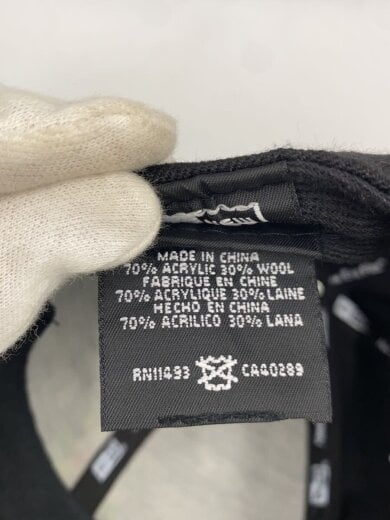 MADE IN CHINA
70% ACRYLIC 30% WOOL
FABRIQUE EN CHINE
70% ACRYLIQUE 30% LAINE
HECHO EN CHINA
70% ACRILICO 30% LANA
RN11493 CA40289